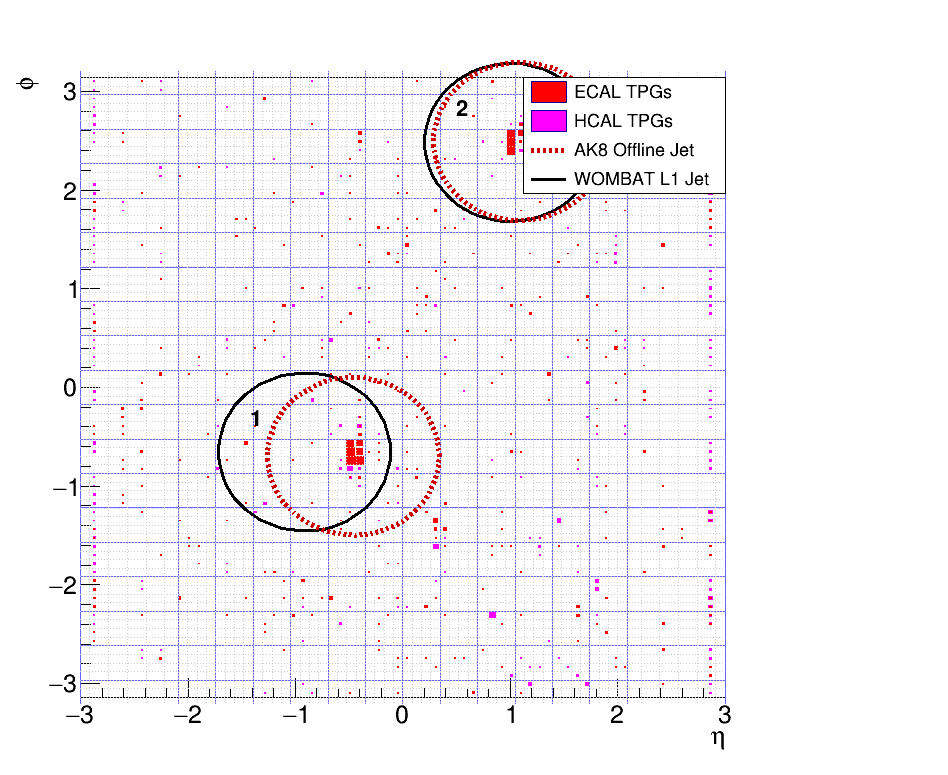 ϕ
3
2
1
0
−1
−2
−3
2
1
ECAL TPGs
HCAL TPGs
AK8 Offline Jet
WOMBAT L1 Jet
−3 −2 −1 0 1 2 3
η